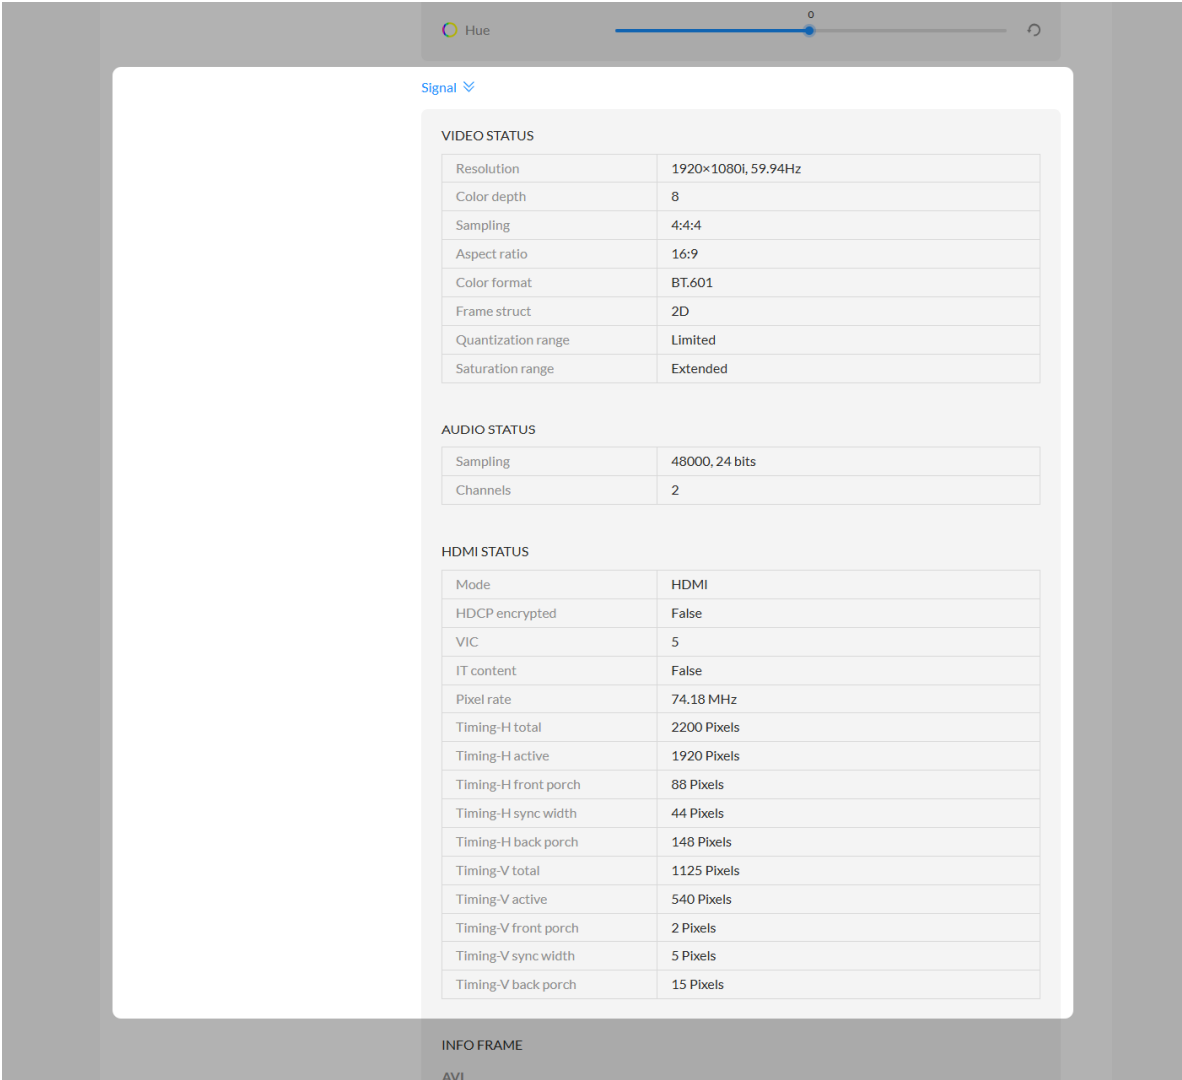 0
Hue
Signal
VIDEO STATUS
Resolution 1920×1080i, 59.94Hz
Color depth 8
Sampling 4:4:4
Aspect ratio 16:9
Color format BT.601
Frame struct 2D
Quantization range Limited
Saturation range Extended
AUDIO STATUS
Sampling 48000, 24 bits
Channels 2
HDMI STATUS
Mode HDMI
HDCP encrypted False
VIC 5
IT content False
Pixel rate 74.18 MHz
Timing-H total 2200 Pixels
Timing-H active 1920 Pixels
Timing-H front porch 88 Pixels
Timing-H sync width 44 Pixels
Timing-H back porch 148 Pixels
Timing-V total 1125 Pixels
Timing-V active 540 Pixels
Timing-V front porch 2 Pixels
Timing-V sync width 5 Pixels
Timing-V back porch 15 Pixels
INFO FRAME
AVI